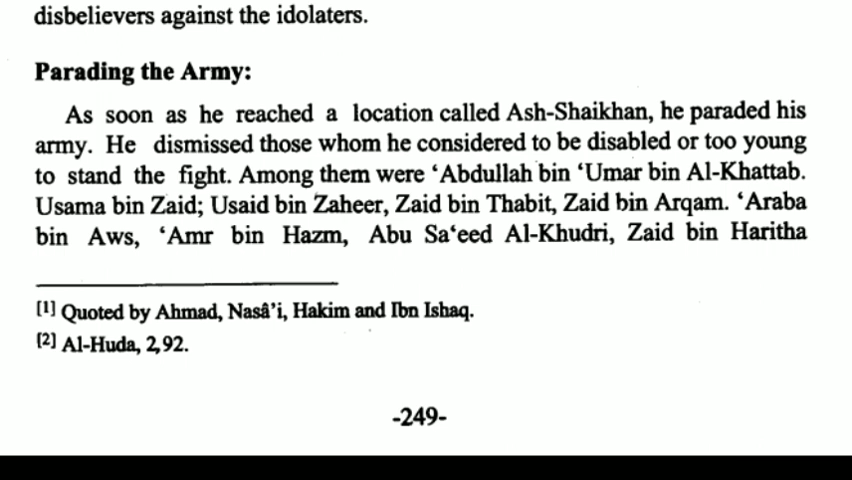 disbelievers against the idolaters.
Parading the Army:
As soon as he reached a location called Ash-Shaikhan, he paraded his
army. He dismissed those whom he considered to be disabled or too young
to stand the fight. Among them were ‘Abdullah bin ‘Umar bin Al-Khattab.
Usama bin Zaid; Usaid bin Zaheer, Zaid bin Thabit, Zaid bin Arqam. ‘Araba
bin Aws, ‘Amr bin Hazm, Abu Sa‘eed Al-Khudri, Zaid bin Haritha
[1] Quoted by Ahmad, Nasâ’i, Hakim and Ibn Ishaq.
[2] Al-Huda, 2,92.
-249-